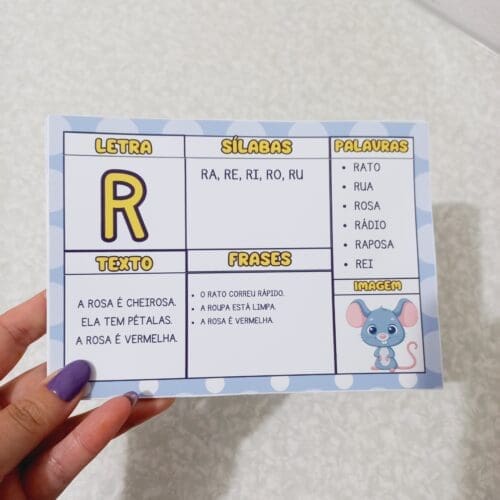 LETRA
R
SÍLABAS
RA, RE, RI, RO, RU
PALAVRAS
• RATO
• RUA
• ROSA
• RÁDIO
• RAPOSA
• REI
TEXTO
A ROSA É CHEIROSA.
ELA TEM PÉTALAS.
A ROSA É VERMELHA.
FRASES
• O RATO CORREU RÁPIDO.
• A ROUPA ESTÁ LIMPA.
• A ROSA É VERMELHA.
IMAGEM